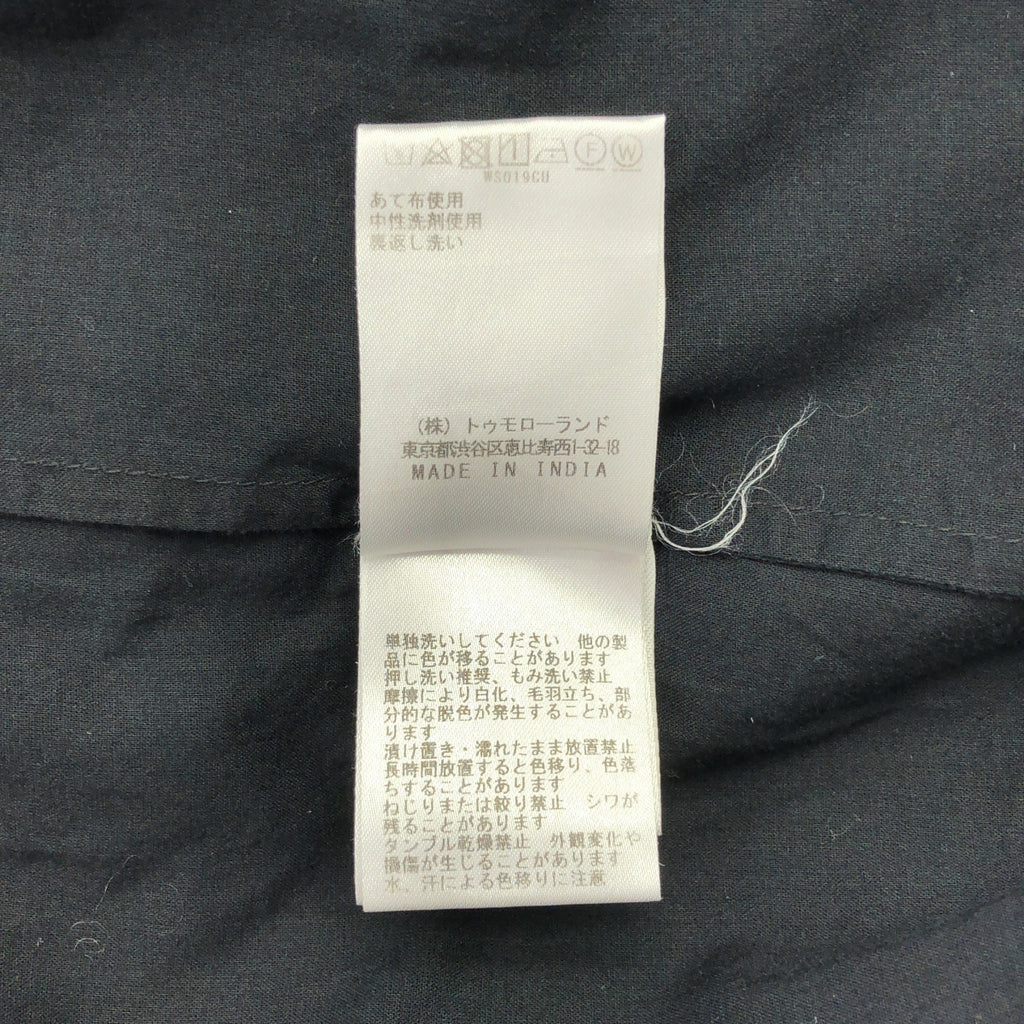 F W
WS019GH
あて布使用
中性洗剤使用
裏返し洗い
(株)トゥモローランド
東京都渋谷区恵比寿西1-32-18
MADE IN INDIA
単独洗いしてください 他の製
品に色が移ることがあります
押し洗い推奨、もみ洗い禁止
摩擦により白化、毛羽立ち、部
分的な脱色が発生することがあ
ります
漬け置き・濡れたまま放置禁止
長時間放置すると色移り、色落
ちすることがあります
ねじりまたは絞り禁止 シワが
残ることがあります
タンブル乾燥禁止 外観変化や
損傷が生じることがあります
水、汗による色移りに注意